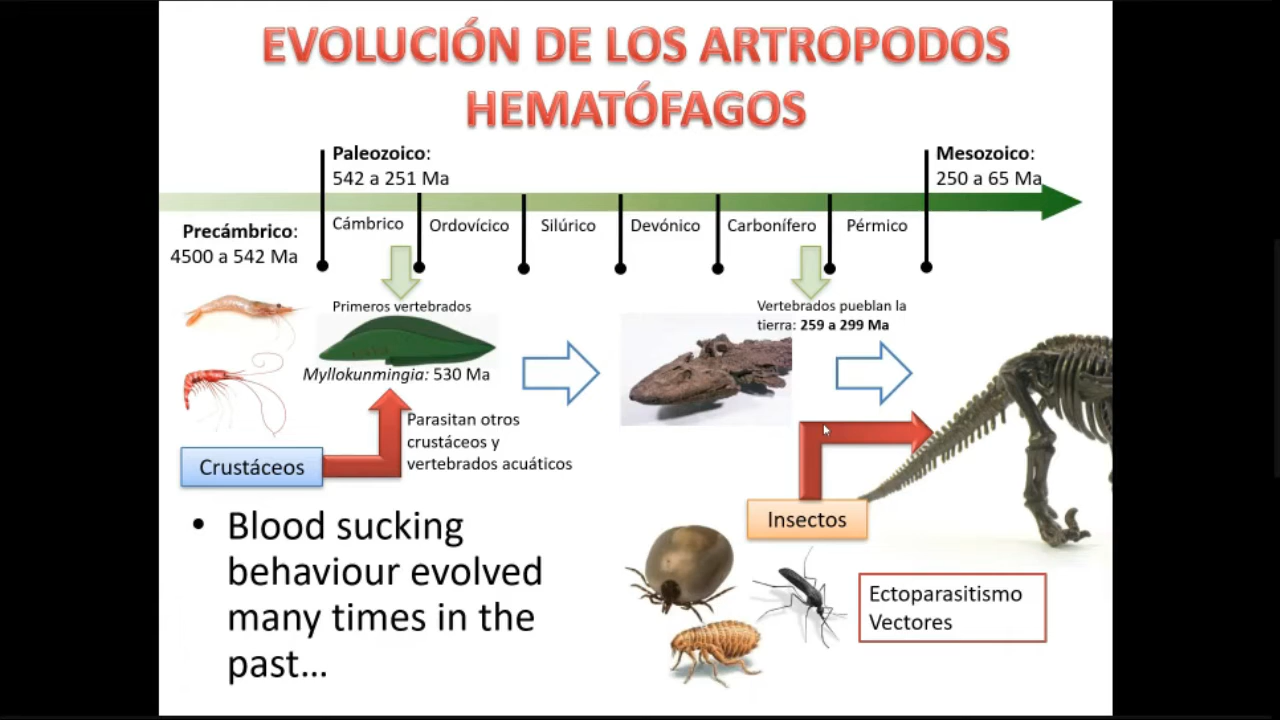 EVOLUCIÓN DE LOS ARTROPODOS
HEMATÓFAGOS
Paleozoico:
542 a 251 Ma
Mesozoico:
250 a 65 Ma
Precámbrico:
4500 a 542 Ma
Cámbrico
Ordovícico
Silúrico
Devónico
Carbonífero
Pérmico
Primeros vertebrados
Myllokunmingia: 530 Ma
Vertebrados pueblan la
tierra: 259 a 299 Ma
Parasitan otros
crustáceos y
vertebrados acuáticos
Crustáceos
Insectos
• Blood sucking
behaviour evolved
many times in the
past...
Ectoparasitismo
Vectores